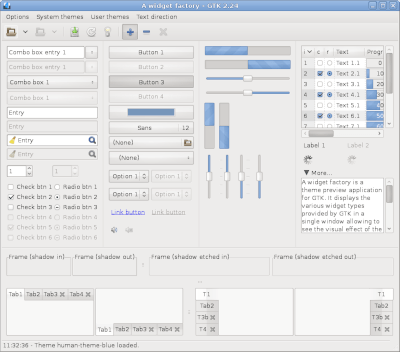 A widget factory - GTK 2.24
Options System themes User themes Text direction
Combo box entry 1
Combo box entry 1
Combo box 1
Combo box 1
Entry
Entry
Entry
Entry
1 1
Check btn 1 Radio btn 1
Check btn 2 Radio btn 2
Check btn 3 Radio btn 3
Check btn 4 Radio btn 4
Check btn 5 Radio btn 5
Check btn 6 Radio btn 6
Button 1
Button 2
Button 3
Button 4
Sans 12
(None)
(None)
Option 1 Option 1
Option 1 Option 1
Link button Link button
c r Text Progr
1 Text 1.1 0
2 Text 2.1 10
3 Text 3.1 20
4 Text 4.1
5 Text 5.1
6 Text 6.1 50
7 Text 7.1
Label 1 Label 2
More...
A widget factory is a
theme preview
application for GTK. It displays the
various widget types
provided by GTK in a
single window allowing to
see the visual effect of the
Frame (shadow in) Frame (shadow out) Frame (shadow etched in) Frame (shadow etched out)
Tab1 Tab2 Tab3 Tab4
Tab1 Tab2 Tab3 Tab4
T1
Tab2
T3b
T4
T1
Tab2
T3b
T4
11:32:36 - Theme human-theme-blue loaded.